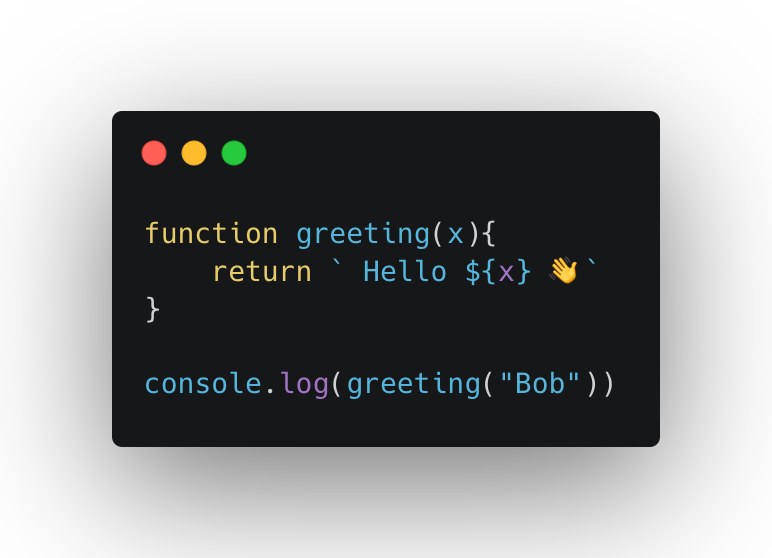 function greeting(x){
    return ` Hello ${x} 👋`
}
console.log(greeting("Bob"))